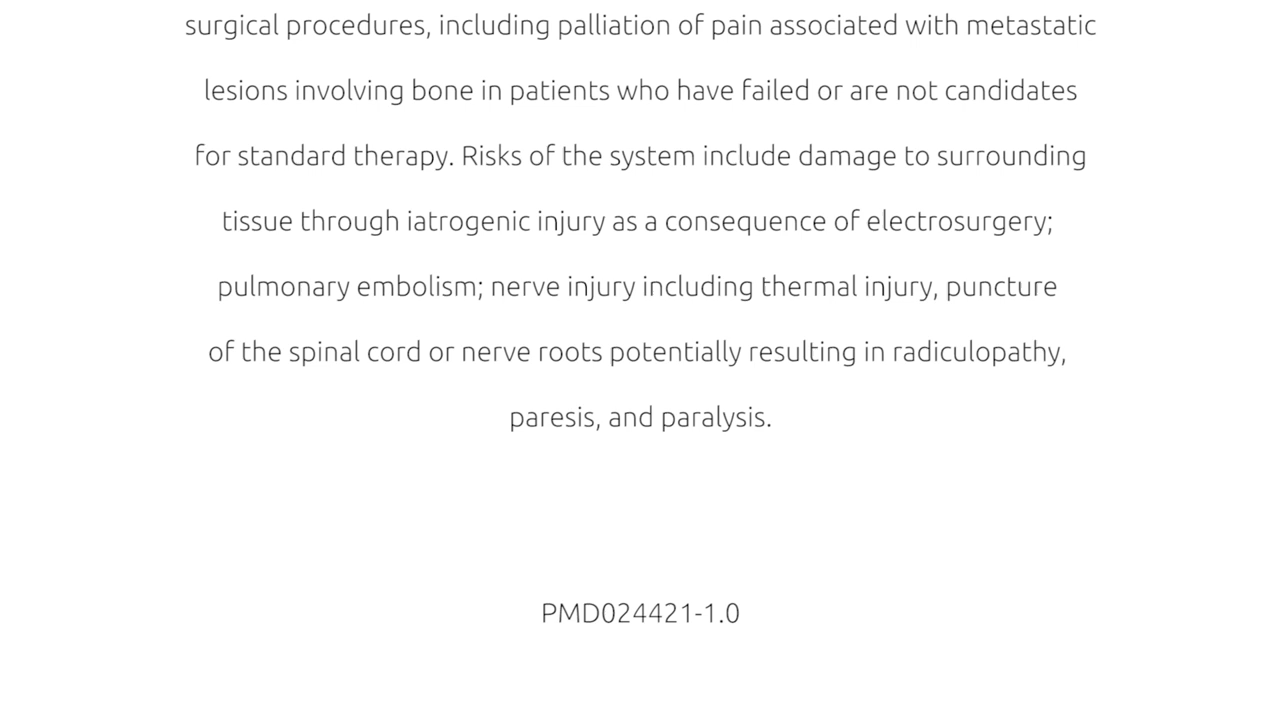 surgical procedures, including palliation of pain associated with metastatic
lesions involving bone in patients who have failed or are not candidates
for standard therapy. Risks of the system include damage to surrounding
tissue through iatrogenic injury as a consequence of electrosurgery;
pulmonary embolism; nerve injury including thermal injury, puncture
of the spinal cord or nerve roots potentially resulting in radiculopathy,
paresis, and paralysis.
PMD024421-1.0